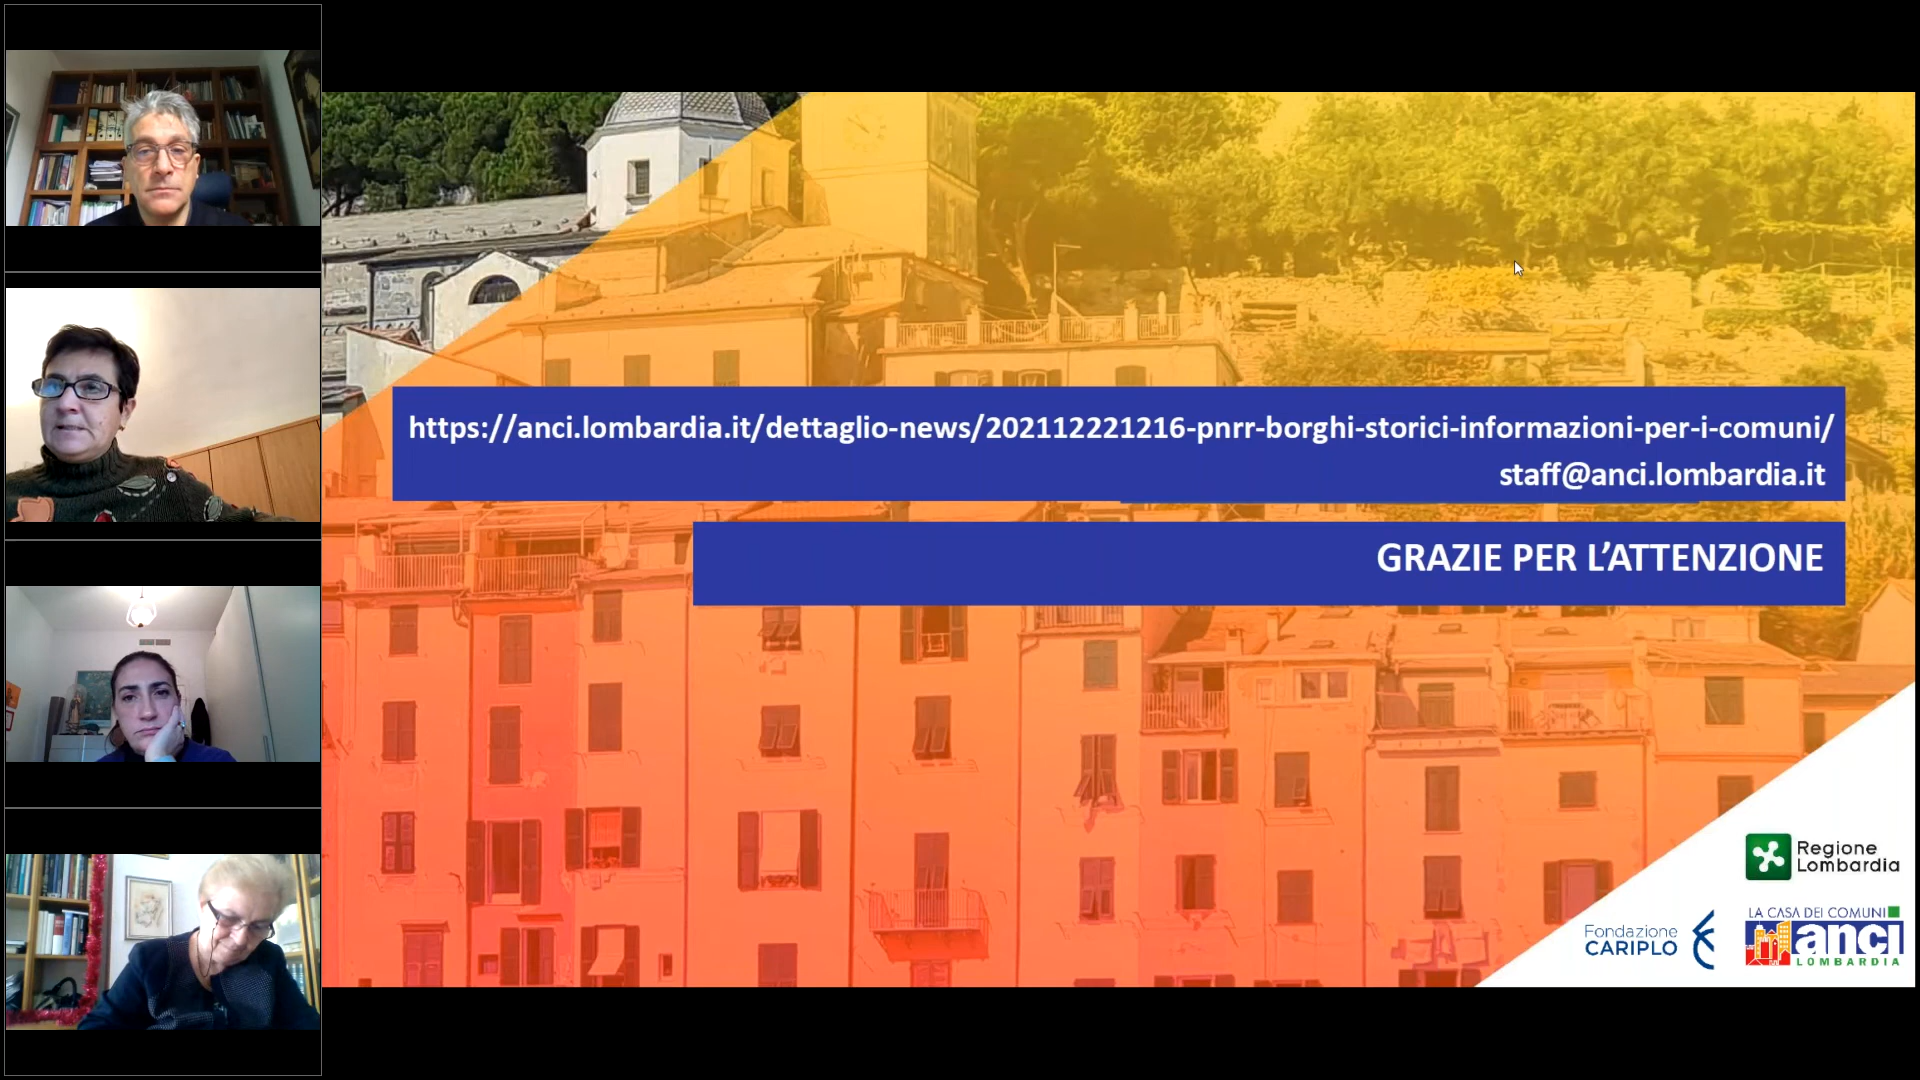 https://anci.lombardia.it/dettaglio-news/202112221216-pnrr-borghi-storici-informazioni-per-i-comuni/
staff@anci.lombardia.it
GRAZIE PER L’ATTENZIONE
Regione
Lombardia
Fondazione
CARIPLO
LA CASA DEI COMUNI
anci
LOMBARDIA